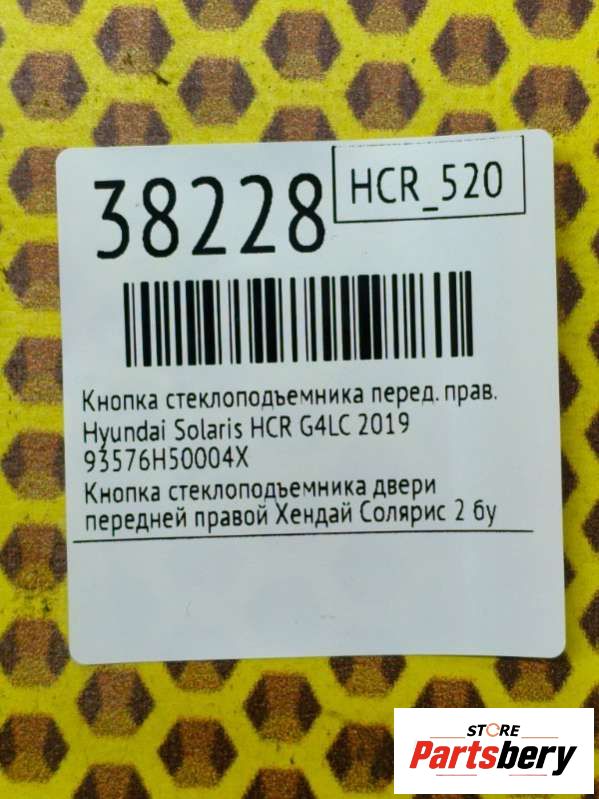 38228
HCR_520
Кнопка стеклоподъемника перед. прав.
Hyundai Solaris HCR G4LC 2019
93576H50004X
Кнопка стеклоподъемника двери
передней правой Хендай Солярис 2 бу
STORE
Partsbery